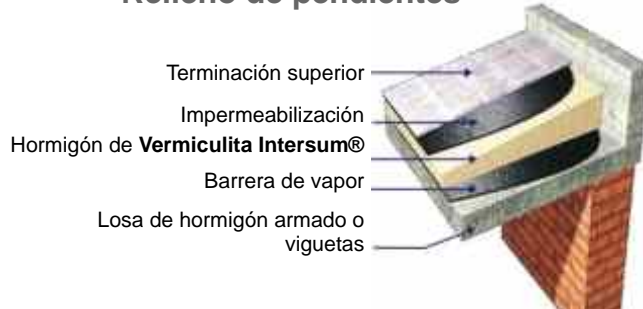 Relleno de pendientes
Terminación superior
Impermeabilización
Hormigón de Vermiculita Intersum®
Barrera de vapor
Losa de hormigón armado o
viguetas